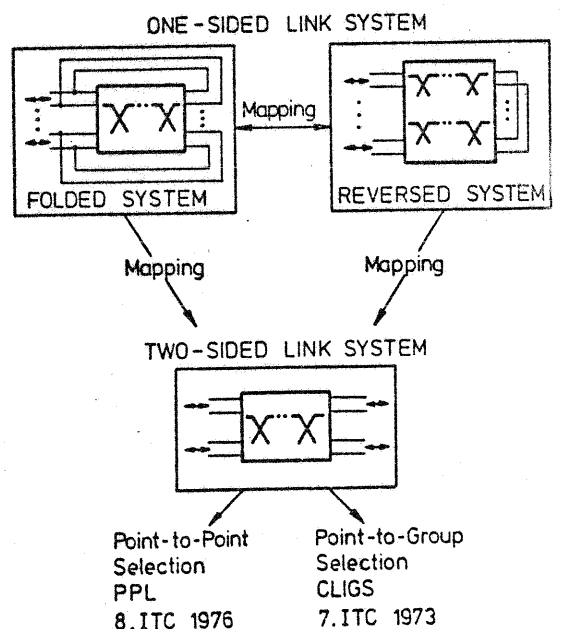 ONE-SIDED LINK SYSTEM
Mapping
FOLDED SYSTEM
REVERSED SYSTEM
Mapping
Mapping
TWO-SIDED LINK SYSTEM
Point-to-Point
Selection
PPL
8.ITC 1976
Point-to-Group
Selection
CLIGS
7.ITC 1973